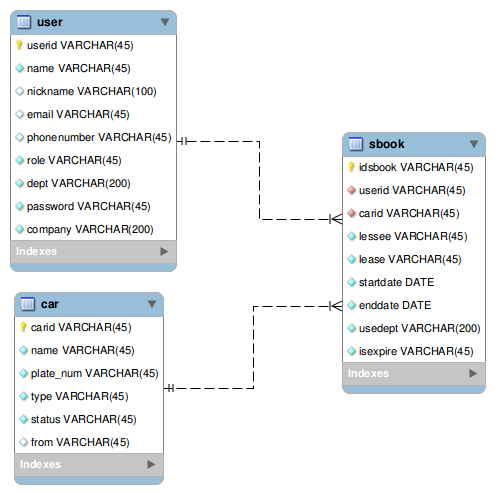 user
userid VARCHAR(45)
name VARCHAR(45)
nickname VARCHAR(100)
email VARCHAR(45)
phonenumber VARCHAR(45)
role VARCHAR(45)
dept VARCHAR(200)
password VARCHAR(45)
company VARCHAR(200)
Indexes
car
carid VARCHAR(45)
name VARCHAR(45)
plate_num VARCHAR(45)
type VARCHAR(45)
status VARCHAR(45)
from VARCHAR(45)
Indexes
sbook
idsbook VARCHAR(45)
userid VARCHAR(45)
carid VARCHAR(45)
lessee VARCHAR(45)
lease VARCHAR(45)
startdate DATE
enddate DATE
usedept VARCHAR(200)
isexpire VARCHAR(45)
Indexes